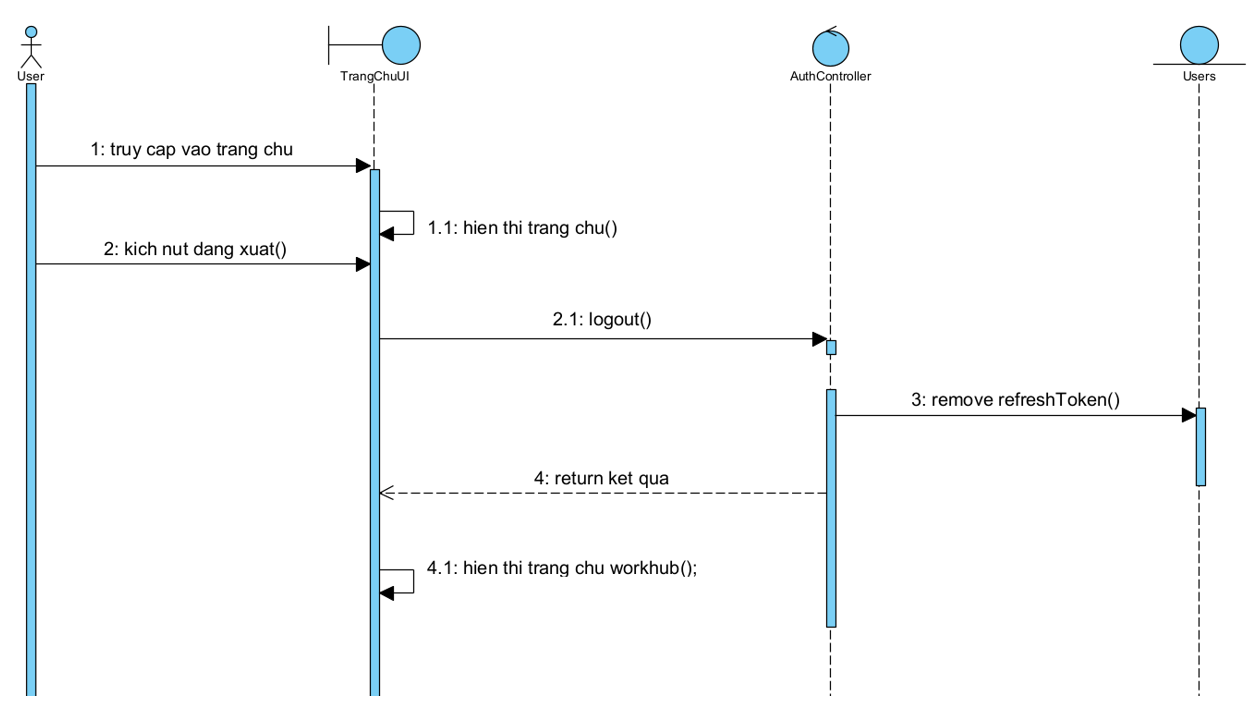 User
TrangChuUI
AuthController
Users
1: truy cap vao trang chu
1.1: hien thi trang chu()
2: kich nut dang xuat()
2.1: logout()
3: remove refreshToken()
4: return ket qua
4.1: hien thi trang chu workhub();